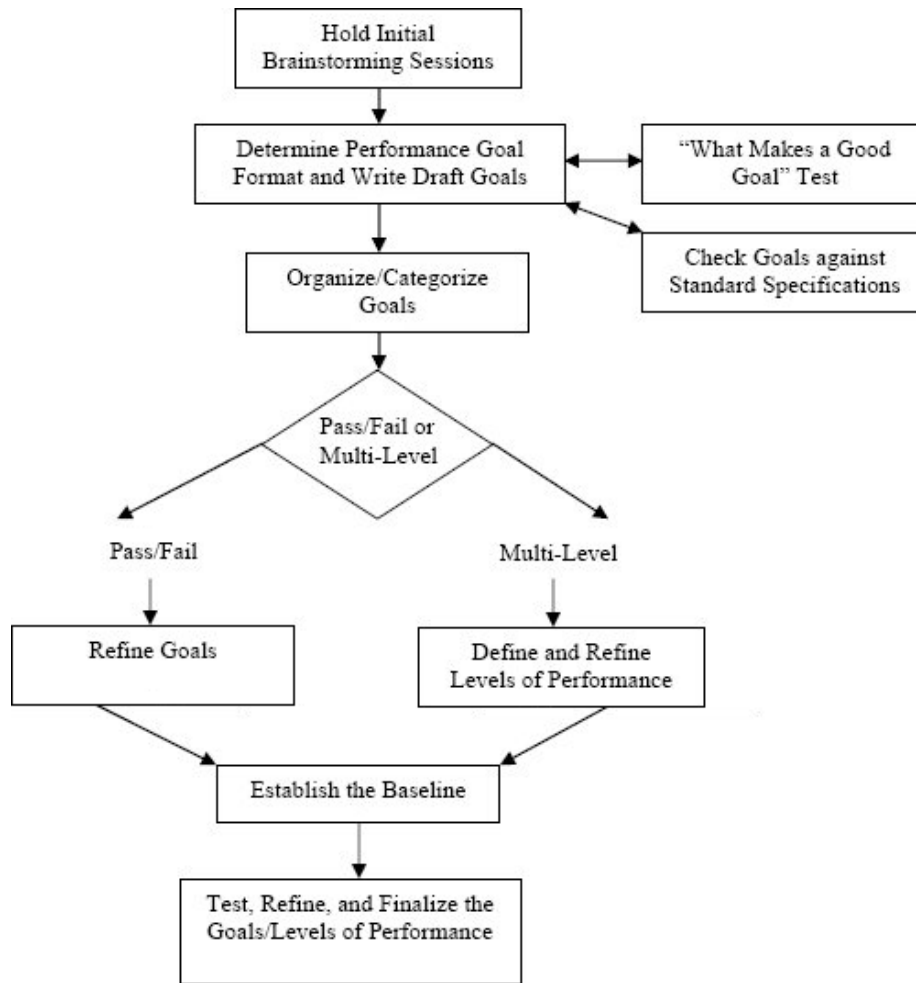 Hold Initial
Brainstorming Sessions
Determine Performance Goal
Format and Write Draft Goals
“What Makes a Good
Goal” Test
Check Goals against
Standard Specifications
Organize/Categorize
Goals
Pass/Fail or
Multi-Level
Pass/Fail
Multi-Level
Refine Goals
Define and Refine
Levels of Performance
Establish the Baseline
Test, Refine, and Finalize the
Goals/Levels of Performance